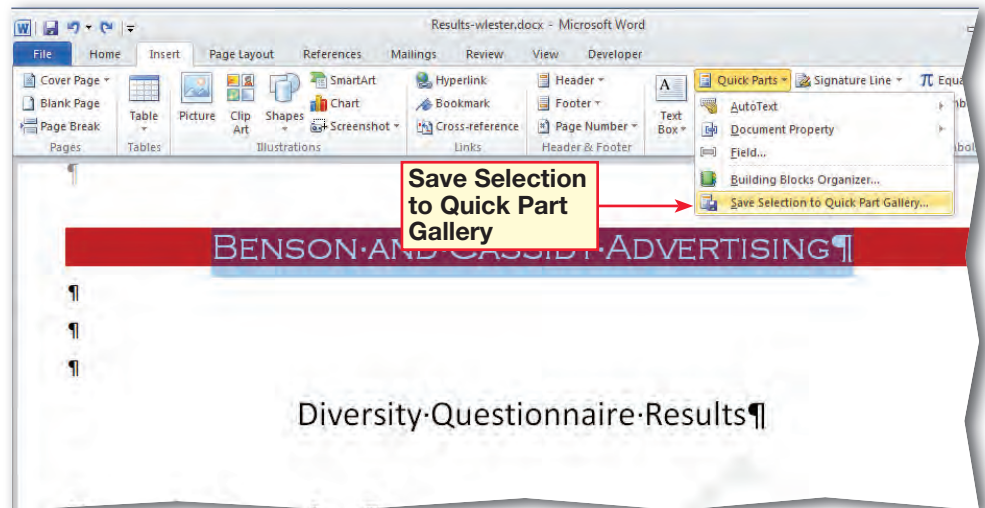 Results-wlester.docx - Microsoft Word
File Home Insert Page Layout References Mailings Review View Developer
Cover Page
Blank Page
Page Break
Pages
Table
Tables
Picture
Clip Art
Shapes
SmartArt
Chart
Screenshot
Illustrations
Hyperlink
Bookmark
Cross-reference
Links
Header
Footer
Page Number
Header & Footer
A
Text Box
Quick Parts
Signature Line
π Equa
AutoText
Document Property
Field...
Building Blocks Organizer...
Save Selection to Quick Part Gallery...
Save Selection
to Quick Part
Gallery
¶
BENSON·AND·CASSIDY·ADVERTISING¶
¶
¶
¶
Diversity·Questionnaire·Results¶